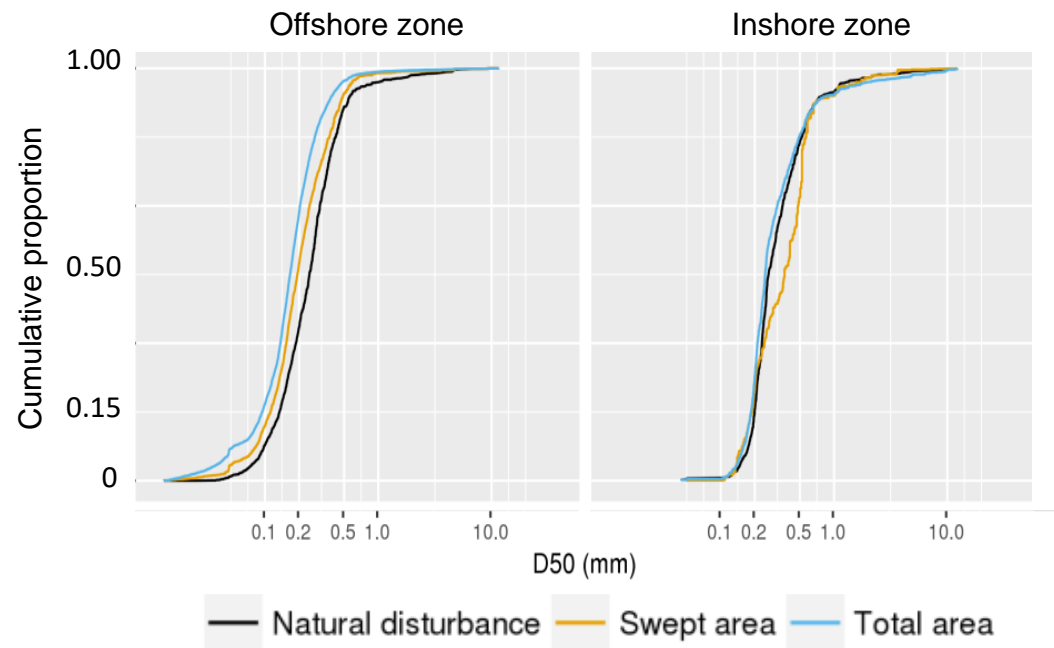 Offshore zone
Inshore zone
Cumulative proportion
1.00
0.50
0.15
0
0.1 0.2 0.5 1.0 10.0
0.1 0.2 0.5 1.0 10.0
D50 (mm)
Natural disturbance Swept area Total area